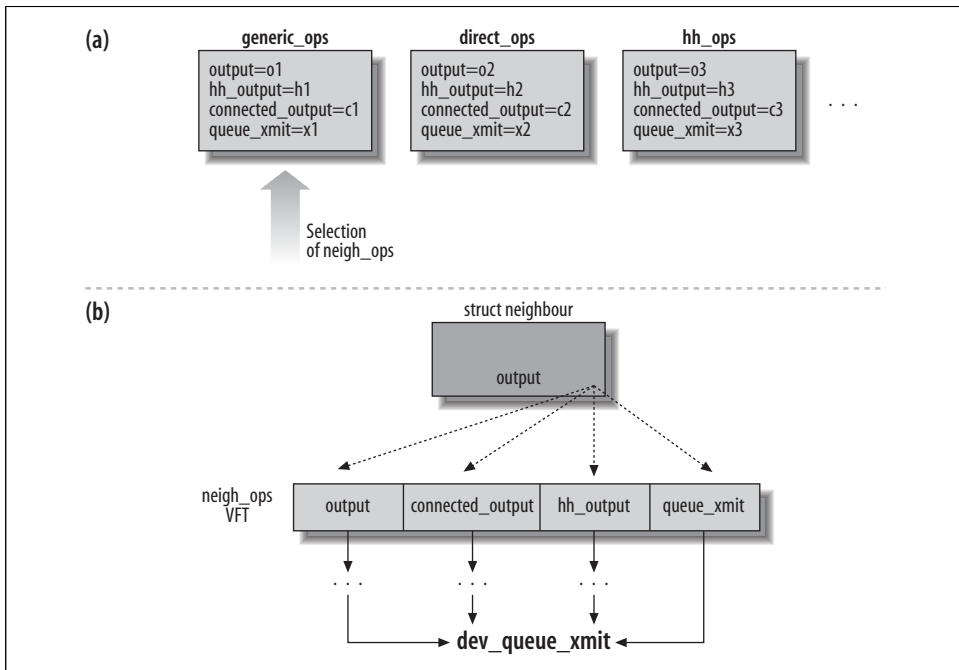 (a)
generic_ops
direct_ops
hh_ops
output=o1
hh_output=h1
connected_output=c1
queue_xmit=x1
output=o2
hh_output=h2
connected_output=c2
queue_xmit=x2
output=o3
hh_output=h3
connected_output=c3
queue_xmit=x3
. . .
Selection
of neigh_ops
(b)
struct neighbour
output
neigh_ops
VFT
output
connected_output
hh_output
queue_xmit
. . .
. . .
. . .
dev_queue_xmit